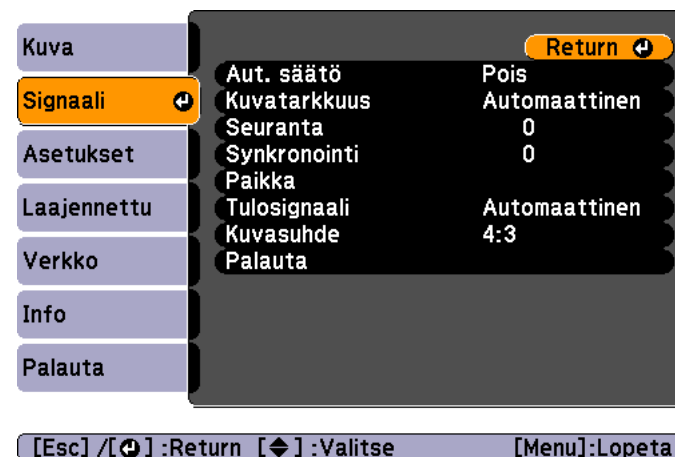 Kuva
Signaali
Asetukset
Laajennettu
Verkko
Info
Palauta
Return
Aut. säätö Pois
Kuvatarkkuus Automaattinen
Seuranta 0
Synkronointi 0
Paikka
Tulosignaali Automaattinen
Kuvasuhde 4:3
Palauta
[Esc] /[ ] :Return [ ] :Valitse [Menu]:Lopeta